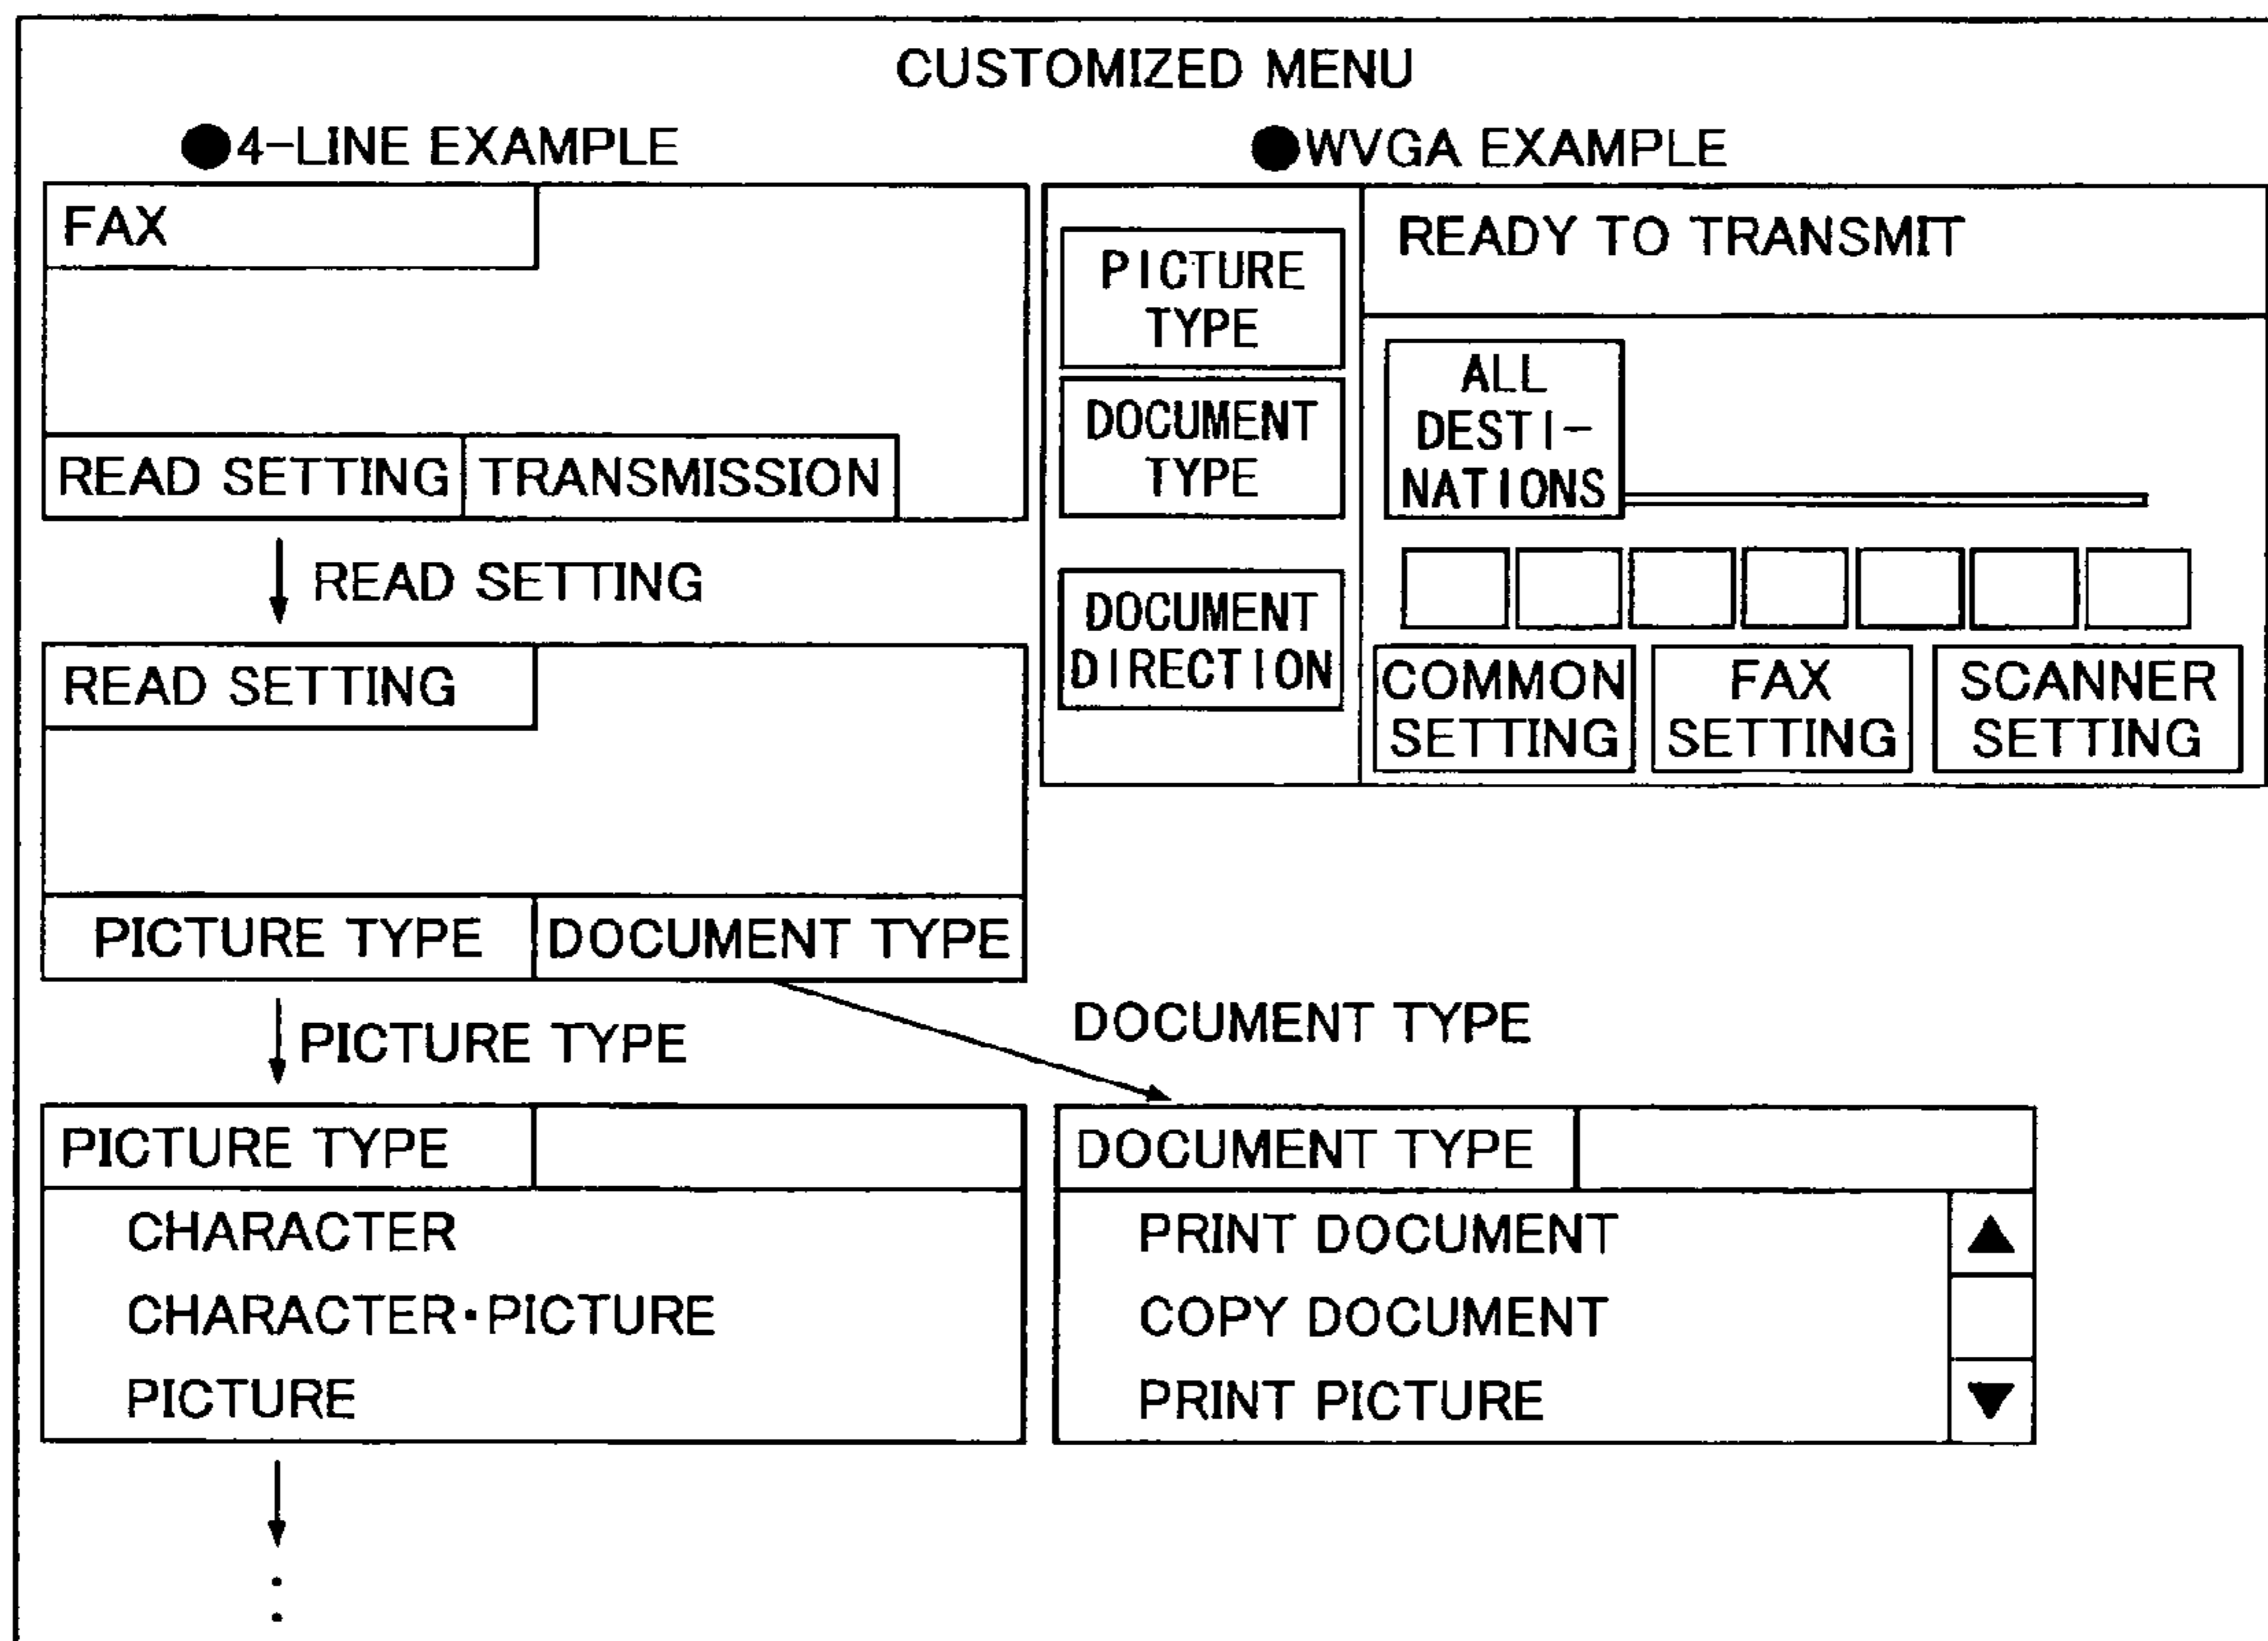 CUSTOMIZED MENU
●4-LINE EXAMPLE
FAX
READ SETTING
TRANSMISSION
READ SETTING
READ SETTING
PICTURE TYPE
DOCUMENT TYPE
PICTURE TYPE
DOCUMENT TYPE
PICTURE TYPE
CHARACTER
CHARACTER・PICTURE
PICTURE
DOCUMENT TYPE
PRINT DOCUMENT
COPY DOCUMENT
PRINT PICTURE
●WVGA EXAMPLE
PICTURE
TYPE
DOCUMENT
TYPE
DOCUMENT
DIRECTION
READY TO TRANSMIT
ALL
DESTI-
NATIONS
COMMON
SETTING
FAX
SETTING
SCANNER
SETTING